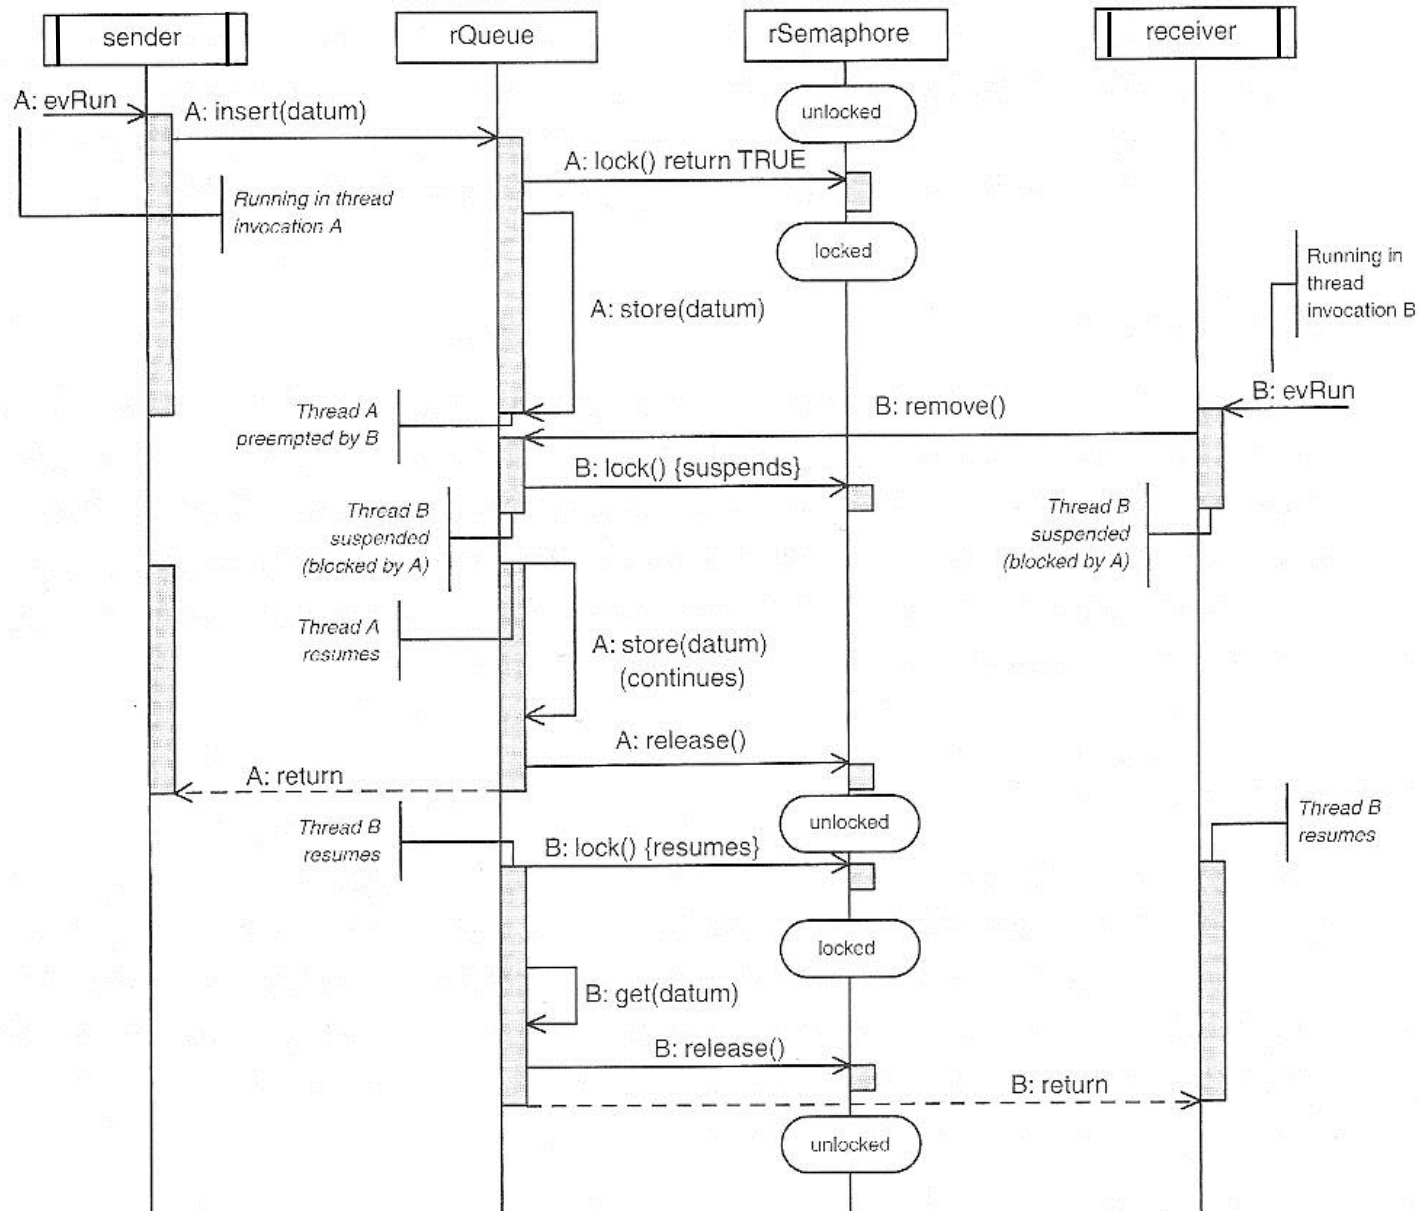 sender
rQueue
rSemaphore
receiver
A: evRun
A: insert(datum)
unlocked
A: lock() return TRUE
Running in thread
invocation A
locked
Running in
thread
invocation B
A: store(datum)
B: evRun
Thread A
preempted by B
B: remove()
B: lock() {suspends}
Thread B
suspended
(blocked by A)
Thread B
suspended
(blocked by A)
Thread A
resumes
A: store(datum)
(continues)
A: release()
A: return
unlocked
Thread B
resumes
Thread B
resumes
B: lock() {resumes}
locked
B: get(datum)
B: release()
B: return
unlocked